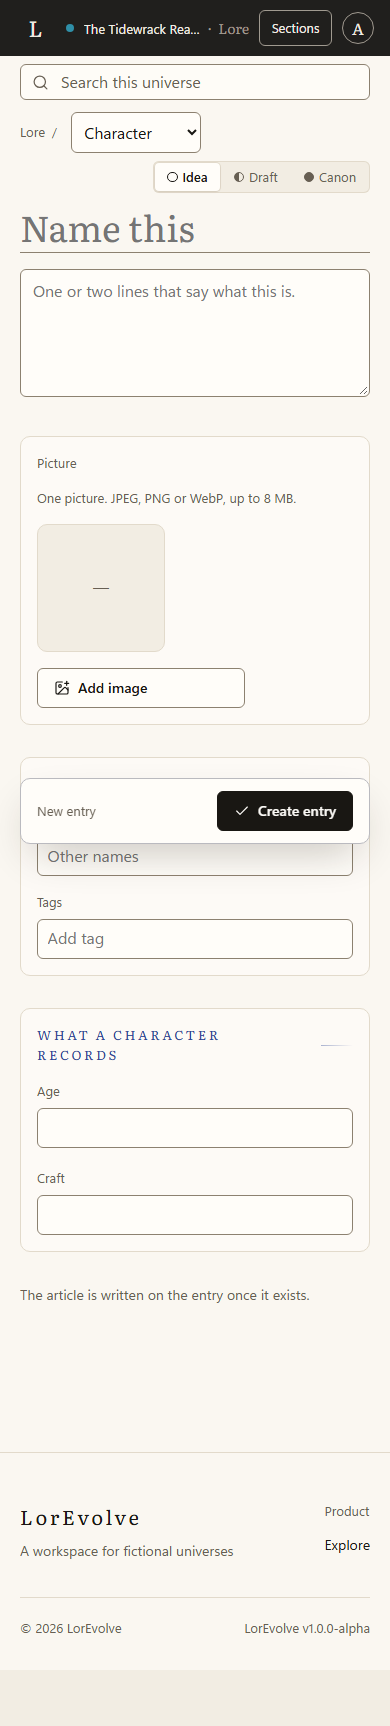 L
The Tidewrack Rea... · Lore
Sections
A
Search this universe
Lore /
Character
Idea
Draft
Canon
Name this
One or two lines that say what this is.
Picture
One picture. JPEG, PNG or WebP, up to 8 MB.
—
Add image
New entry
Create entry
Other names
Tags
Add tag
WHAT A CHARACTER
RECORDS
Age
Craft
The article is written on the entry once it exists.
LorEvolve
A workspace for fictional universes
Product
Explore
© 2026 LorEvolve
LorEvolve v1.0.0-alpha